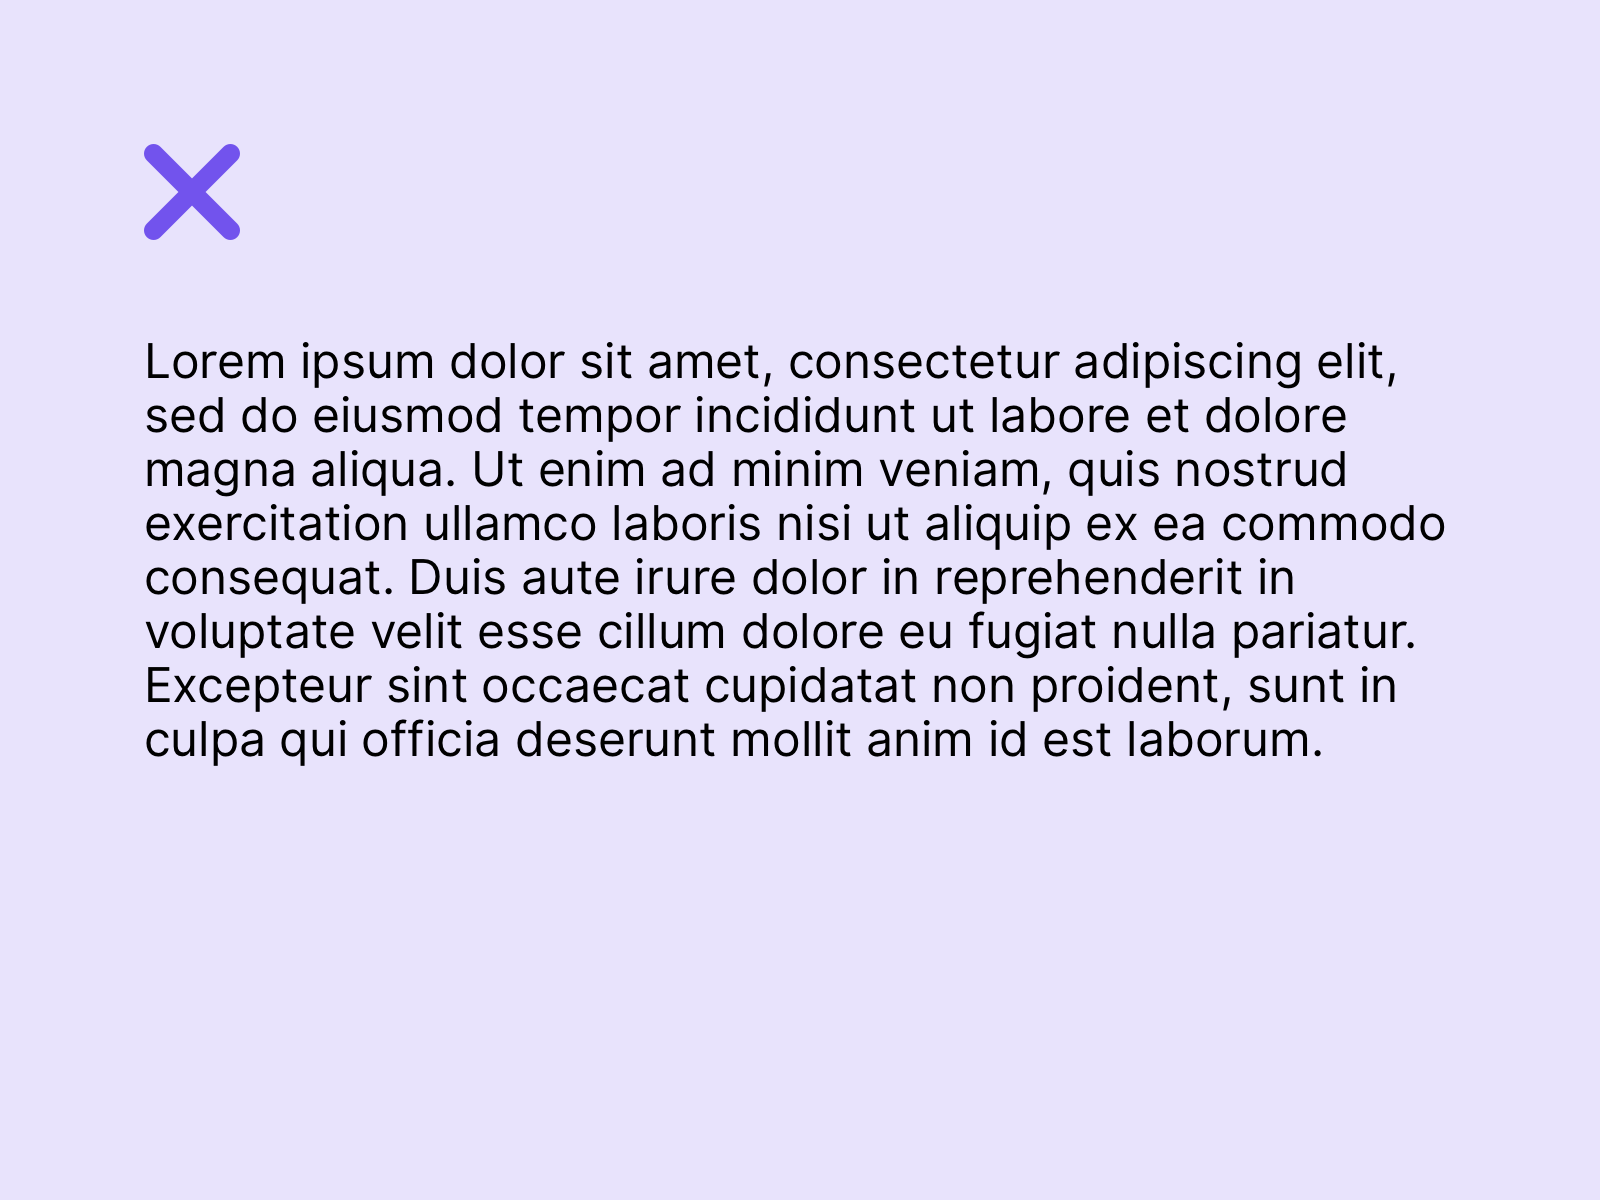 Lorem ipsum dolor sit amet, consectetur adipiscing elit,
sed do eiusmod tempor incididunt ut labore et dolore
magna aliqua. Ut enim ad minim veniam, quis nostrud
exercitation ullamco laboris nisi ut aliquip ex ea commodo
consequat. Duis aute irure dolor in reprehenderit in
voluptate velit esse cillum dolore eu fugiat nulla pariatur.
Excepteur sint occaecat cupidatat non proident, sunt in
culpa qui officia deserunt mollit anim id est laborum.